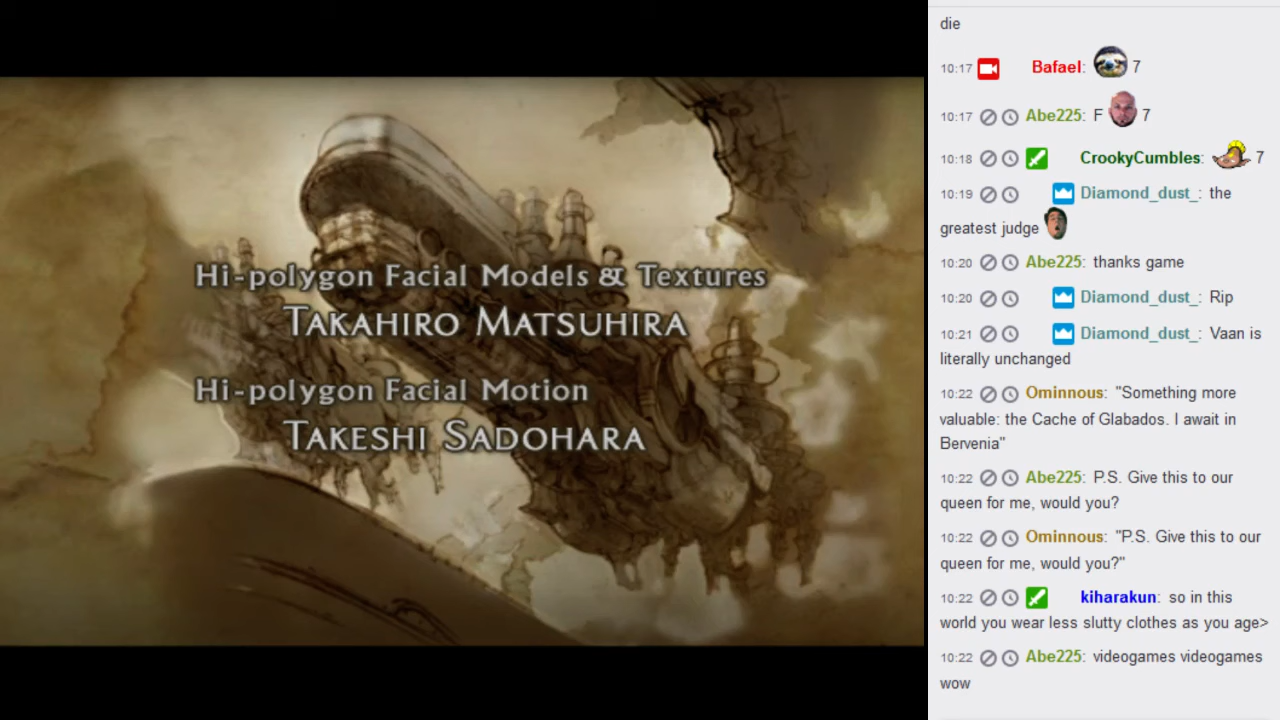 Hi-polygon Facial Models & Textures
TAKAHIRO MATSUHIRA
Hi-polygon Facial Motion
TAKESHI SADOHARA
die
10:17 Bafael: 7
10:17 Abe225: F 7
10:18 CrookyCumbles: 7
10:19 Diamond_dust_: the
greatest judge
10:20 Abe225: thanks game
10:20 Diamond_dust_: Rip
10:21 Diamond_dust_: Vaan is
literally unchanged
10:22 Ominnous: "Something more
valuable: the Cache of Glabados. I await in
Bervenia"
10:22 Abe225: P.S. Give this to our
queen for me, would you?
10:22 Ominnous: "P.S. Give this to our
queen for me, would you?"
10:22 kiharakun: so in this
world you wear less slutty clothes as you age>
10:22 Abe225: videogames videogames
wow